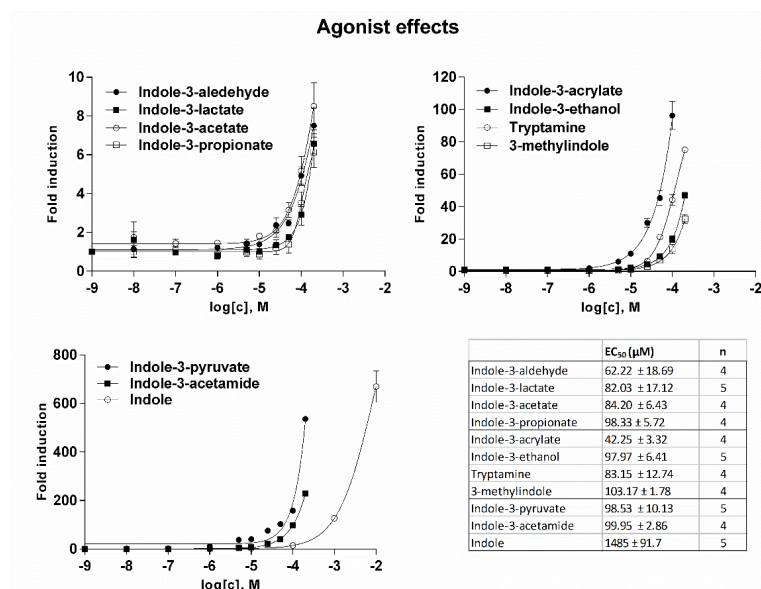 Agonist effects
Fold induction
10
8
6
4
2
0
Indole-3-aledehyde
Indole-3-lactate
Indole-3-acetate
Indole-3-propionate
-9 -8 -7 -6 -5 -4 -3 -2
log[c], M
Fold induction
120
100
80
60
40
20
0
Indole-3-acrylate
Indole-3-ethanol
Tryptamine
3-methylindole
-9 -8 -7 -6 -5 -4 -3 -2
log[c], M
Fold induction
800
600
400
200
0
Indole-3-pyruvate
Indole-3-acetamide
Indole
-9 -8 -7 -6 -5 -4 -3 -2
log[c], M
EC50 (µM) n
Indole-3-aldehyde 62.22 ± 18.69 4
Indole-3-lactate 82.03 ± 17.12 5
Indole-3-acetate 84.20 ± 6.43 4
Indole-3-propionate 98.33 ± 5.72 4
Indole-3-acrylate 42.25 ± 3.32 4
Indole-3-ethanol 97.97 ± 6.41 5
Tryptamine 83.15 ± 12.74 4
3-methylindole 103.17 ± 1.78 4
Indole-3-pyruvate 98.53 ± 10.13 5
Indole-3-acetamide 99.95 ± 2.86 4
Indole 1485 ± 91.7 5